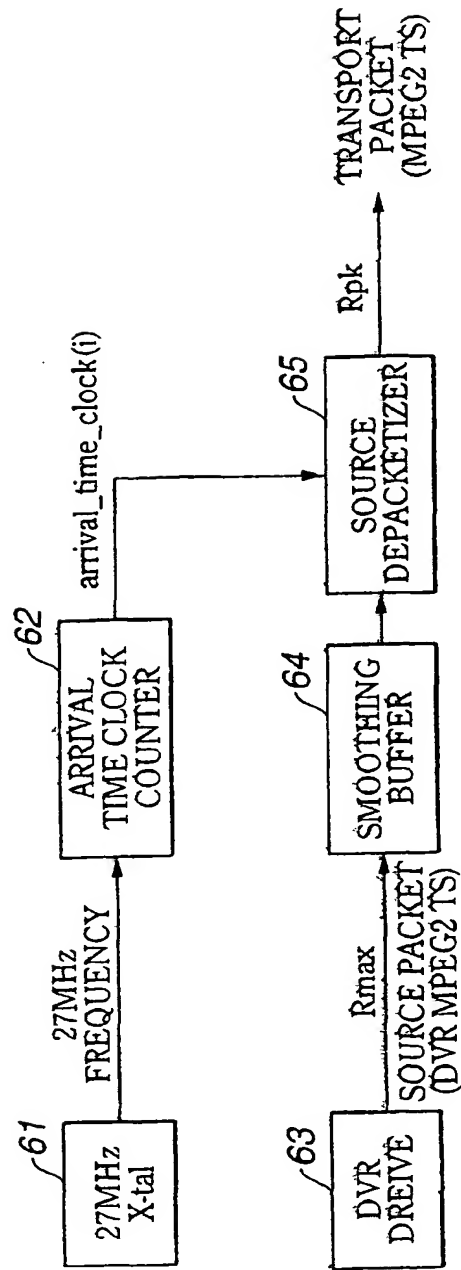 61
27MHz
X-tal
27MHz
FREQUENCY
62
ARRIVAL
TIME CLOCK
COUNTER
arrival_time_clock(i)
63
DVR
DREIVE
Rmax
SOURCE PACKET
(DVR MPEG2 TS)
64
SMOOTHING
BUFFER
65
SOURCE
DEPACKETIZER
Rpk
TRANSPORT
PACKET
(MPEG2 TS)